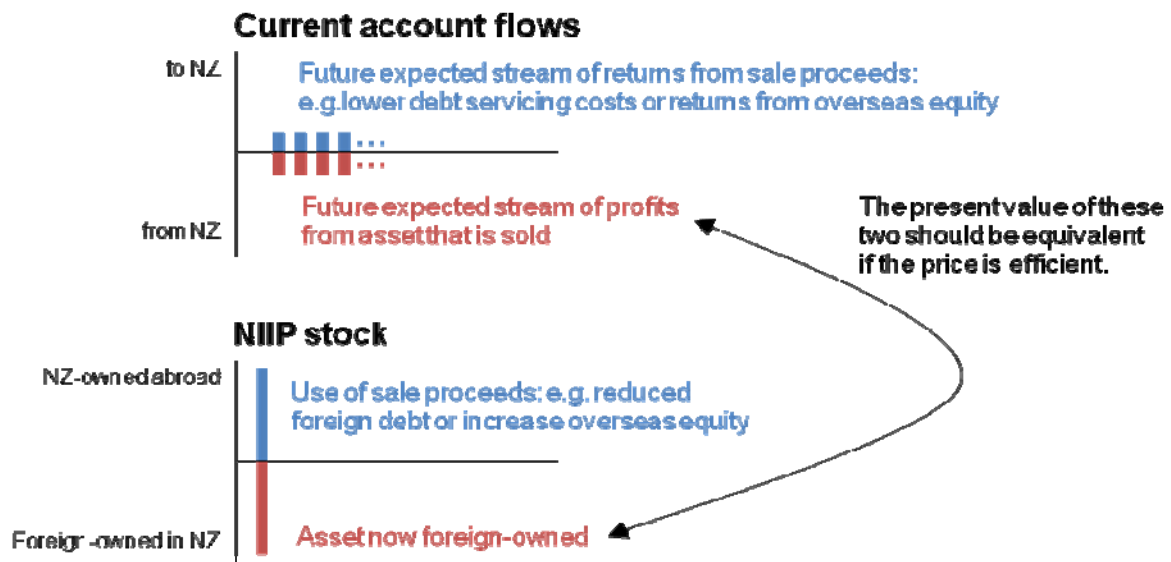 Current account flows
to NZ
Future expected stream of returns from sale proceeds:
e.g.lower debt servicing costs or returns from overseas equity
Future expected stream of profits
from asset that is sold
from NZ
The present value of these
two should be equivalent
if the price is efficient.
NIIP stock
NZ-owned abroad
Use of sale proceeds: e.g. reduced
foreign debt or increase overseas equity
Foreign-owned in NZ
Asset now foreign-owned